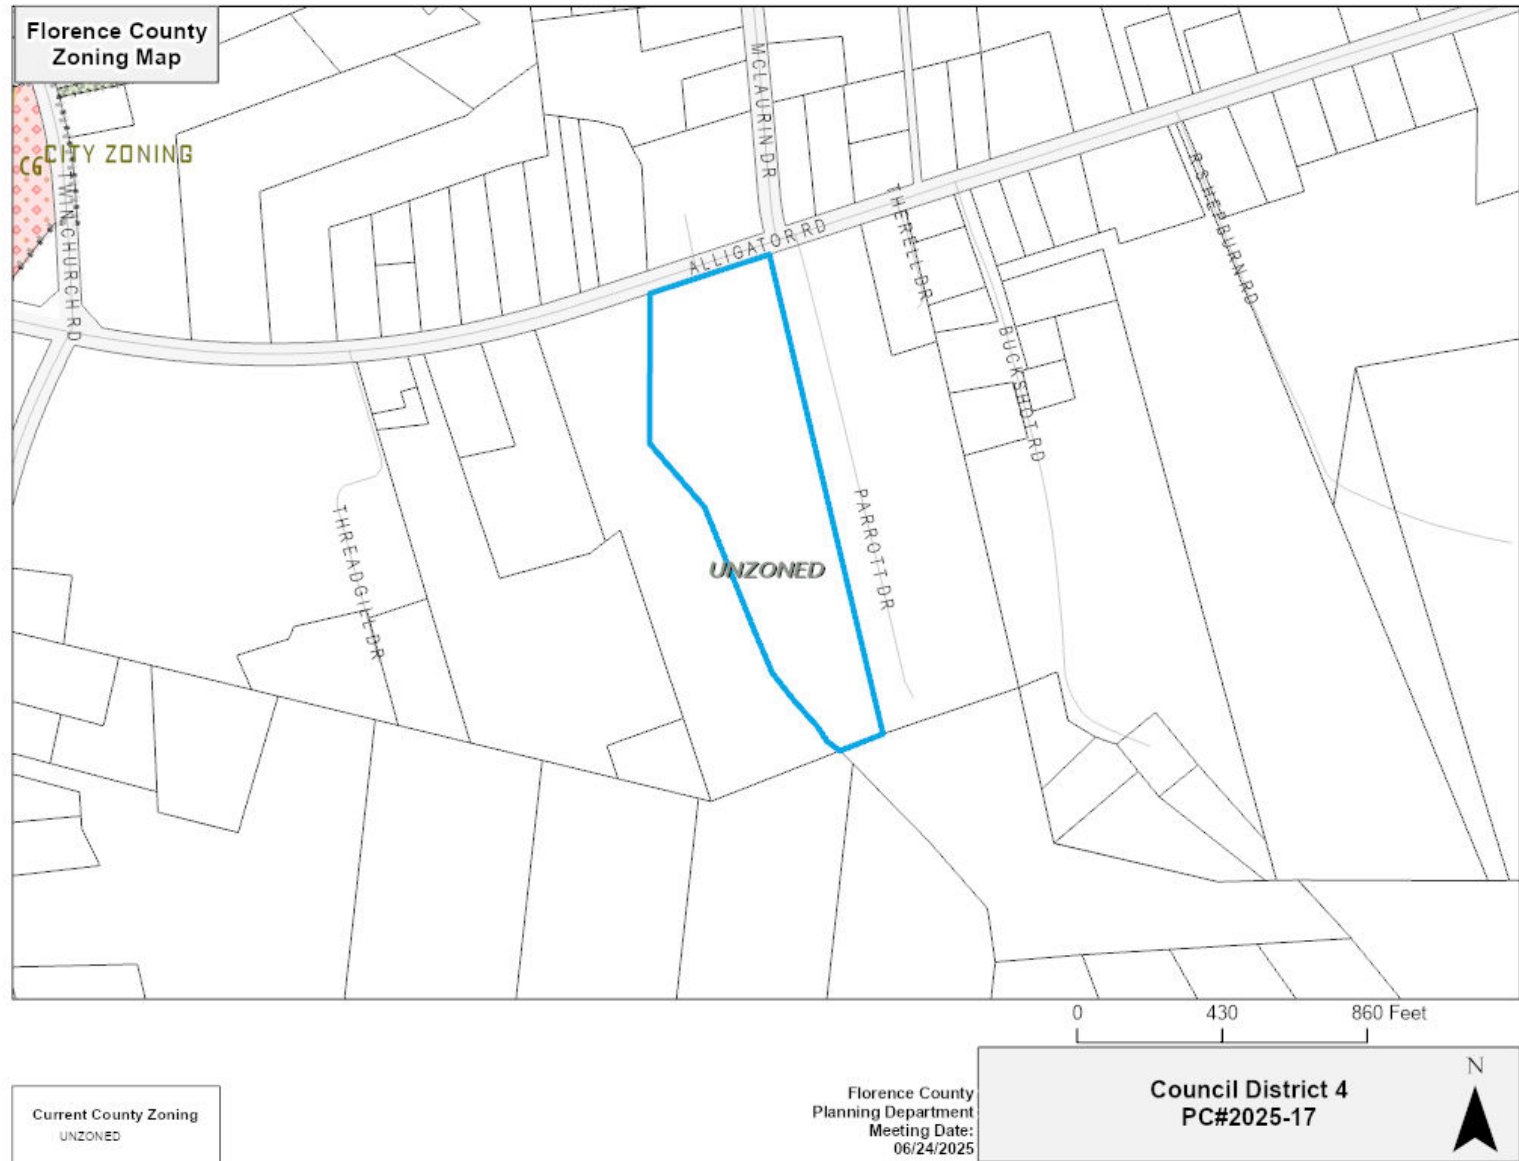 Florence County
Zoning Map
CITY ZONING
C6
TWIN CHURCH RD
MCLAURIN DR
ALLIGATOR RD
THERELL DR
R SHEPBURN RD
BUCKSHOT RD
PARROTT DR
THREADGILL DR
UNZONED
0 430 860 Feet
Current County Zoning
UNZONED
Florence County
Planning Department
Meeting Date:
06/24/2025
Council District 4
PC#2025-17
N